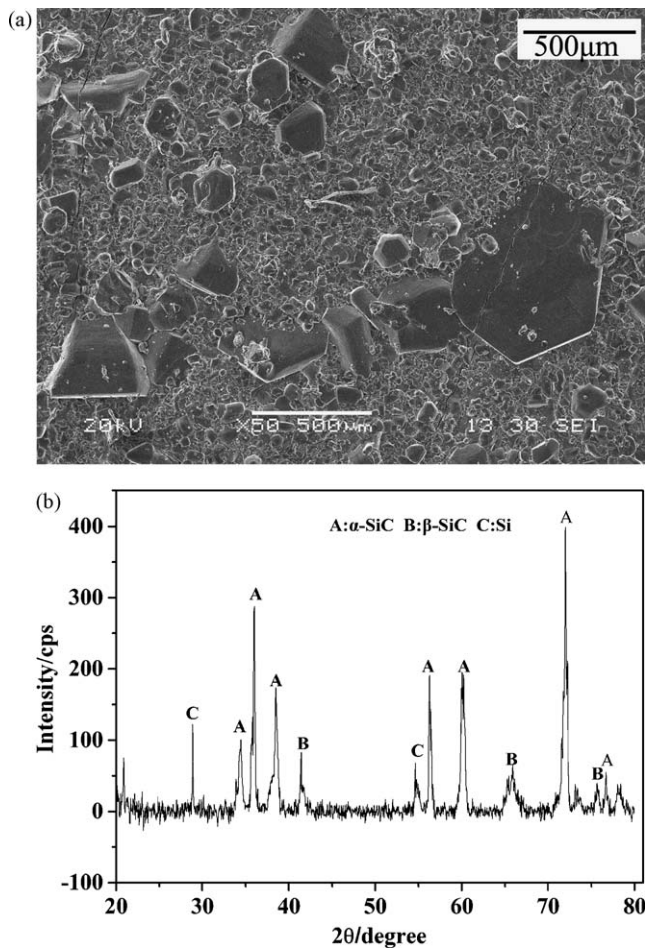 (a)
500μm
20kV X50 500μm 13 30 SEI
(b)
400
300
200
100
0
-100
Intensity/cps
A:α-SiC B:β-SiC C:Si
C
A
A
A
B
C
A
A
B
A
B
A
20 30 40 50 60 70 80
2θ/degree